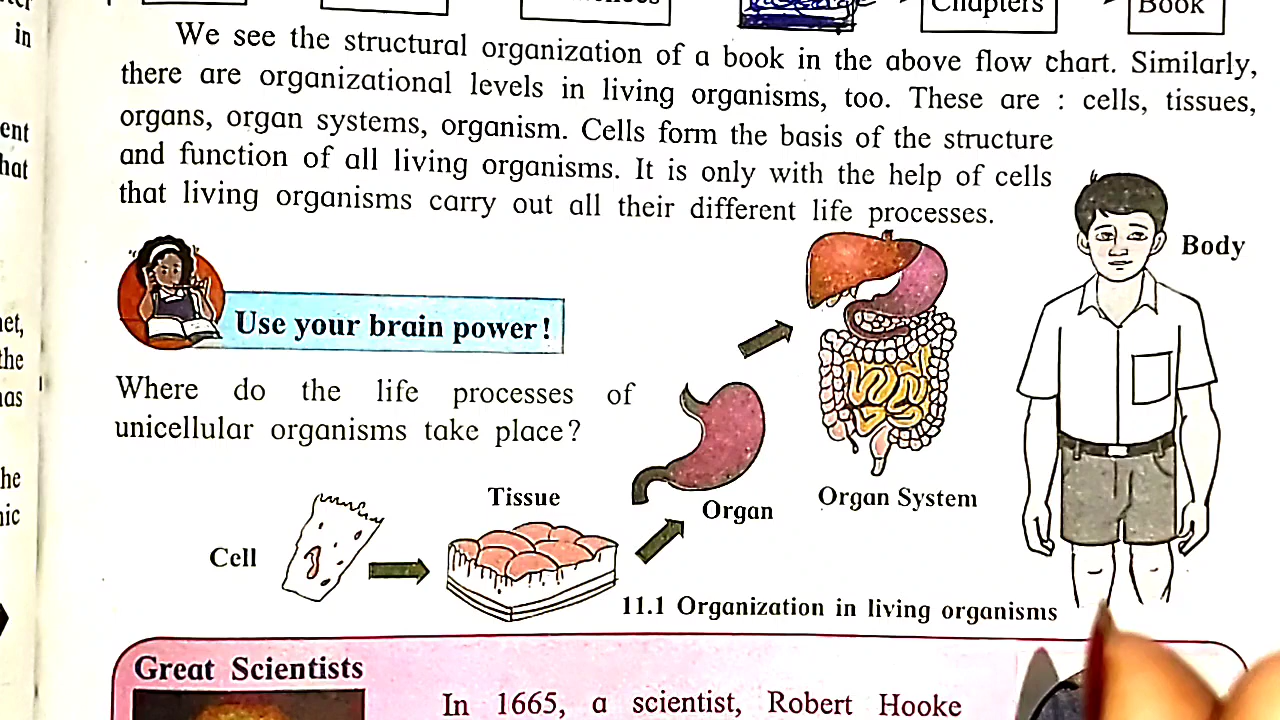 in
Chapters
Book
We see the structural organization of a book in the above flow chart. Similarly,
there are organizational levels in living organisms, too. These are : cells, tissues,
organs, organ systems, organism. Cells form the basis of the structure
and function of all living organisms. It is only with the help of cells
that living organisms carry out all their different life processes.
Body
Use your brain power!
Where do the life processes of
unicellular organisms take place?
Tissue
Organ
Organ System
Cell
11.1 Organization in living organisms
Great Scientists
In 1665, a scientist, Robert Hooke